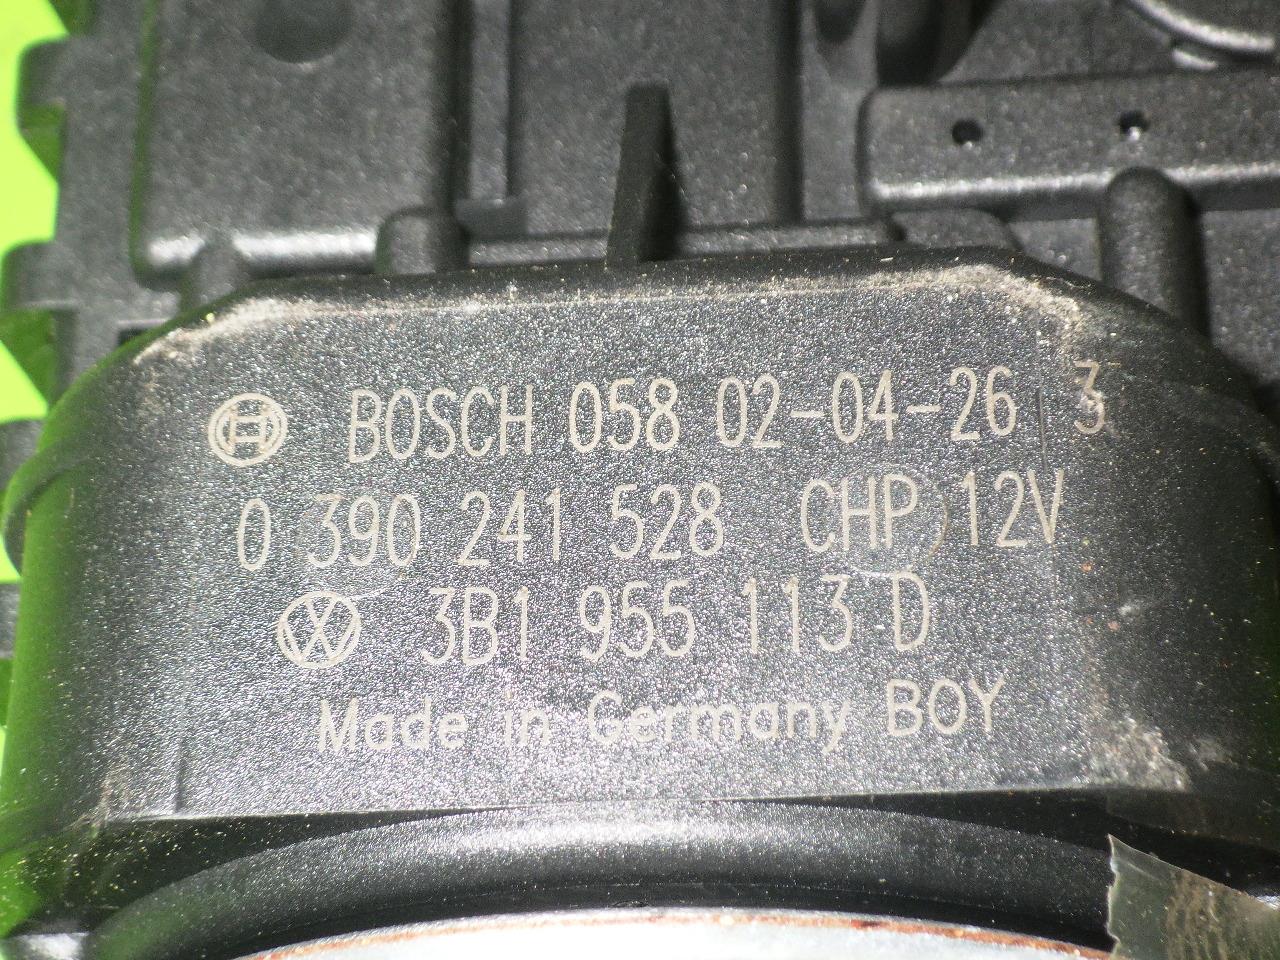 BOSCH 058 02-04-26 3
0 390 241 528 CHP 12V
3B1 955 113 D
Made in Germany BOY